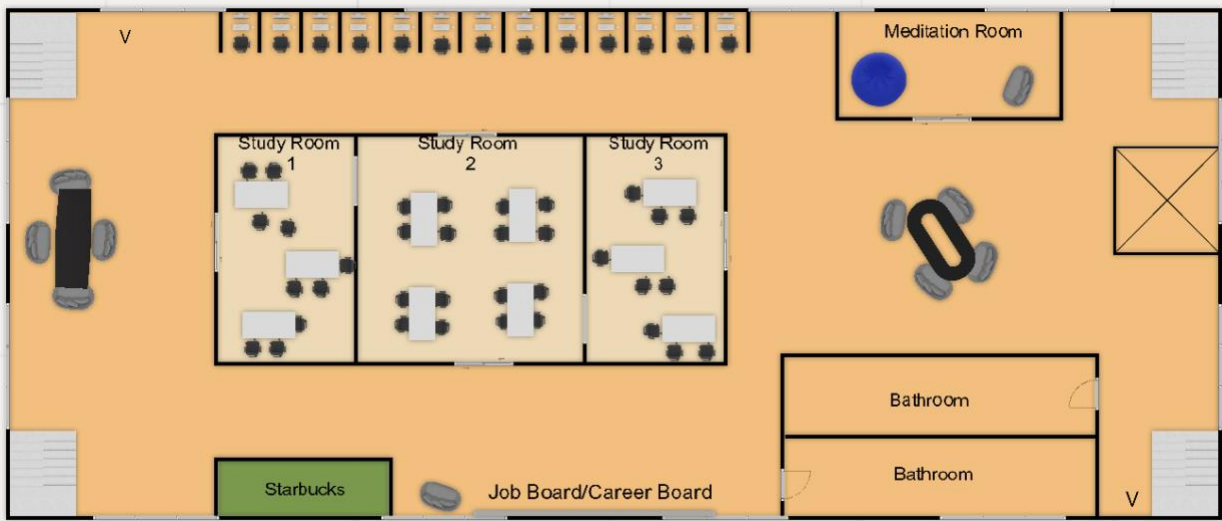 V
Meditation Room
Study Room
1
Study Room
2
Study Room
3
Bathroom
Bathroom
Starbucks
Job Board/Career Board
V